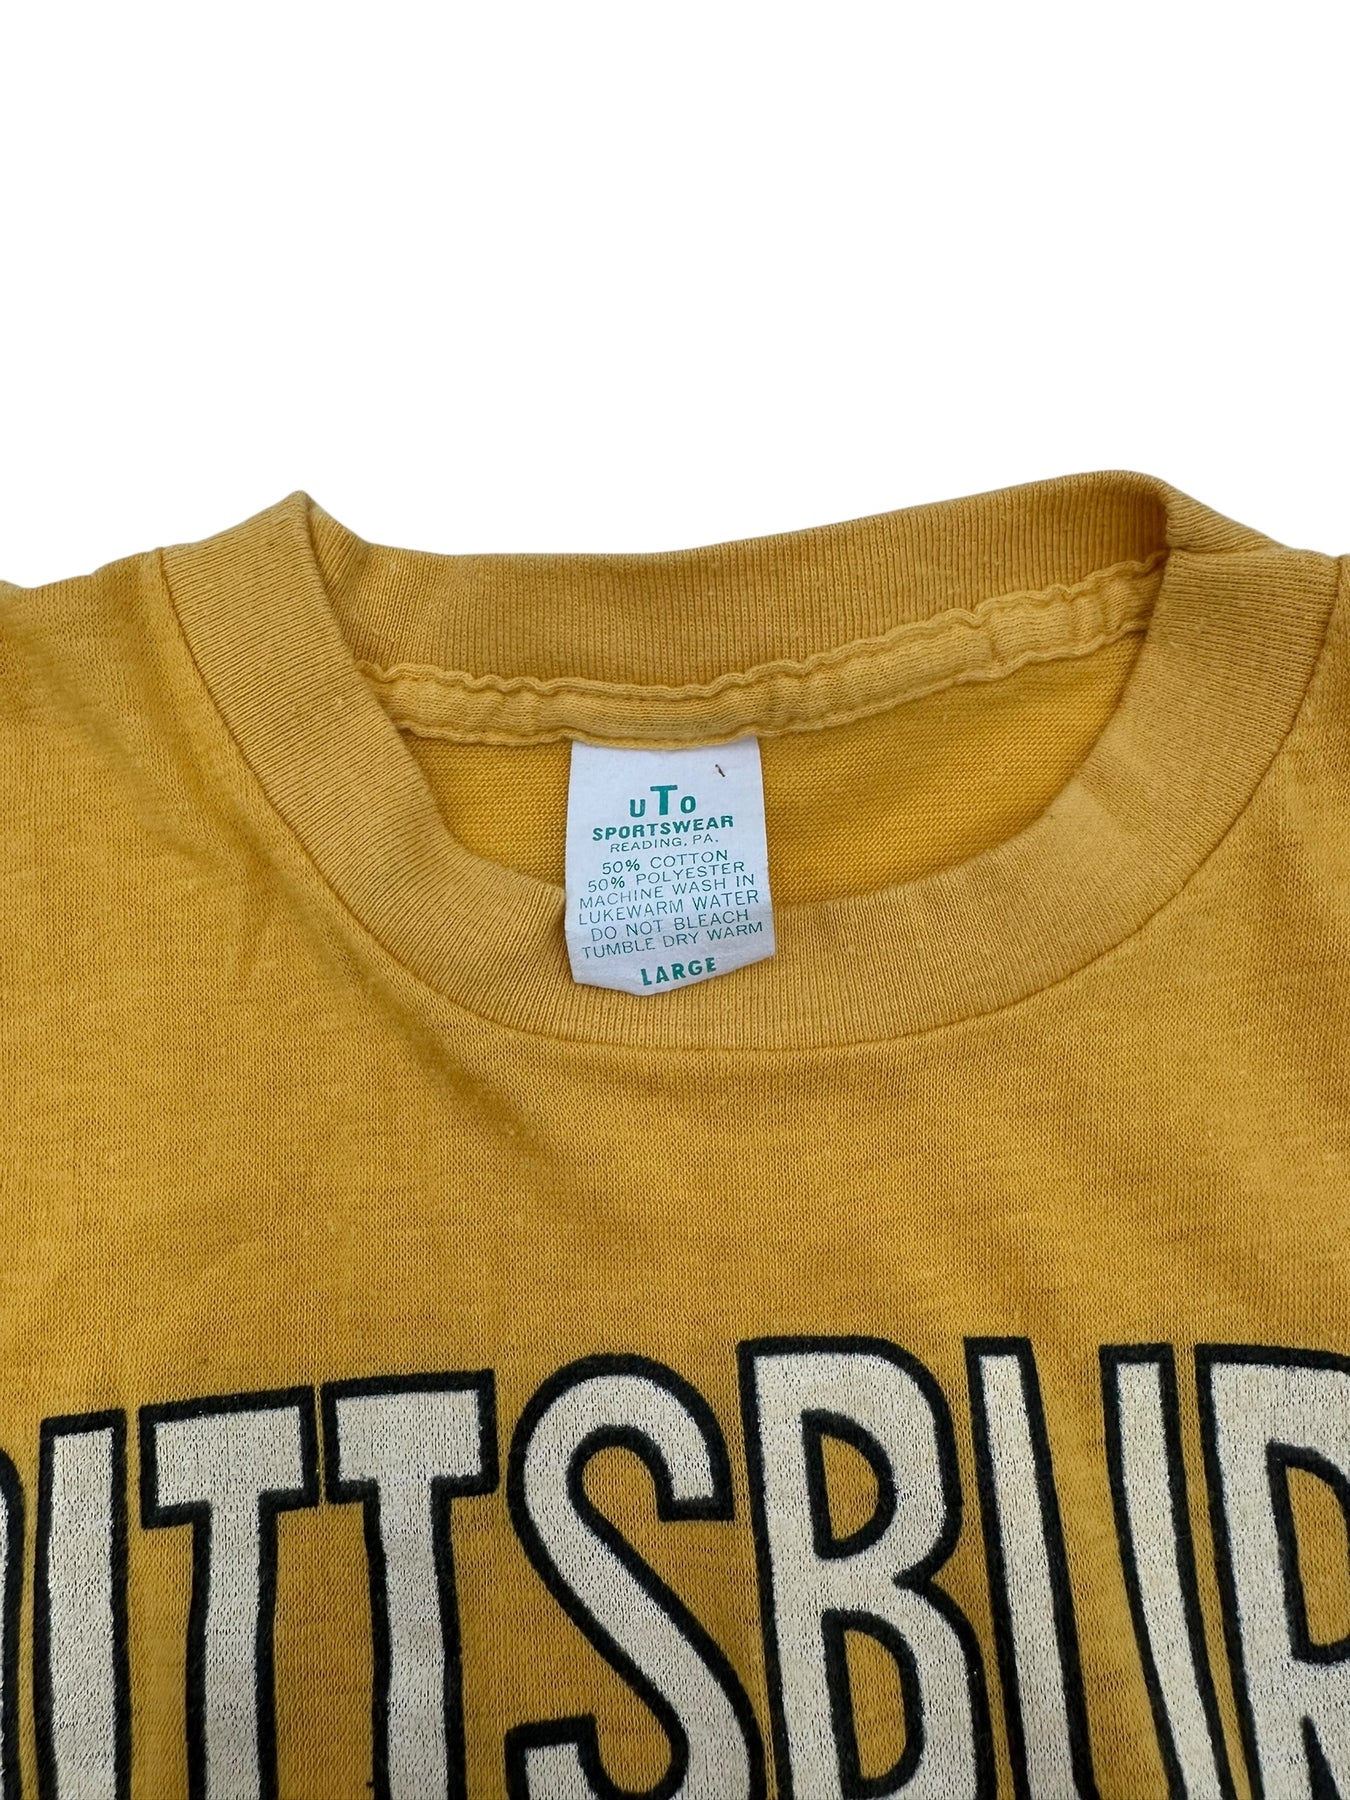 UTO
SPORTSWEAR
READING, PA.
50% COTTON
50% POLYESTER
MACHINE WASH IN
LUKEWARM WATER
DO NOT BLEACH
TUMBLE DRY WARM
LARGE
PITTSBUR